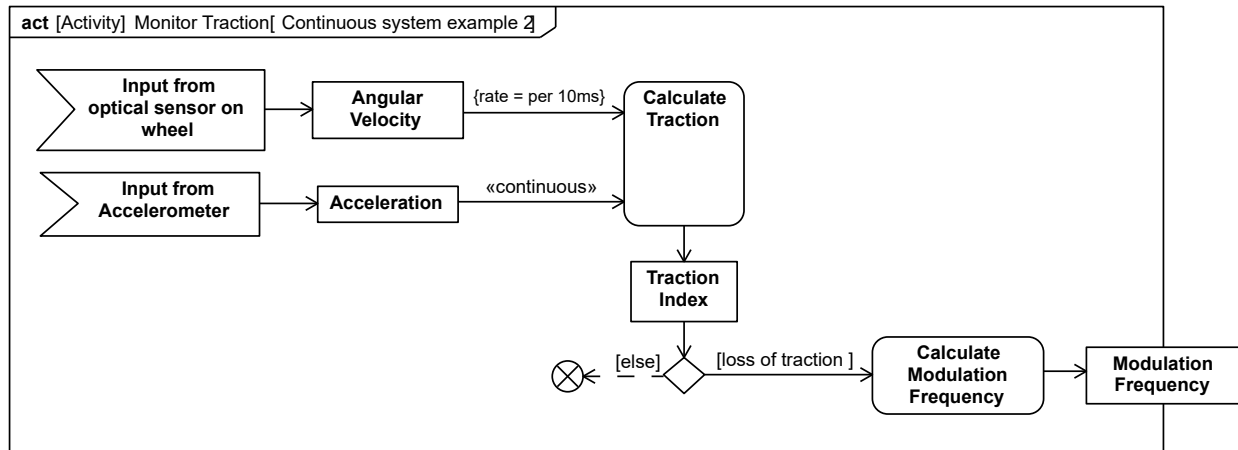 act [Activity] Monitor Traction[ Continuous system example 2]
Input from
optical sensor on
wheel
Angular
Velocity
{rate = per 10ms}
Calculate
Traction
Input from
Accelerometer
Acceleration
«continuous»
Traction
Index
[else]
[loss of traction ]
Calculate
Modulation
Frequency
Modulation
Frequency